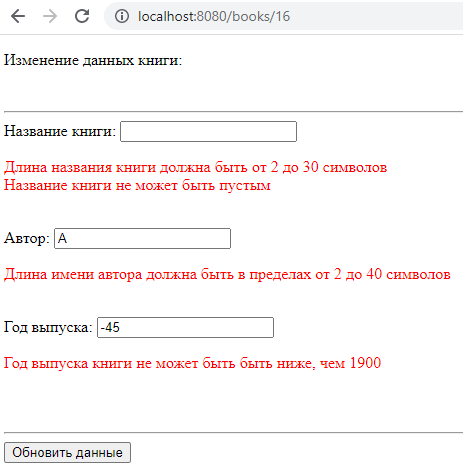 localhost:8080/books/16
Изменение данных книги:
Название книги:
Длина названия книги должна быть от 2 до 30 символов
Название книги не может быть пустым
Автор: А
Длина имени автора должна быть в пределах от 2 до 40 символов
Год выпуска: -45
Год выпуска книги не может быть быть ниже, чем 1900
Обновить данные